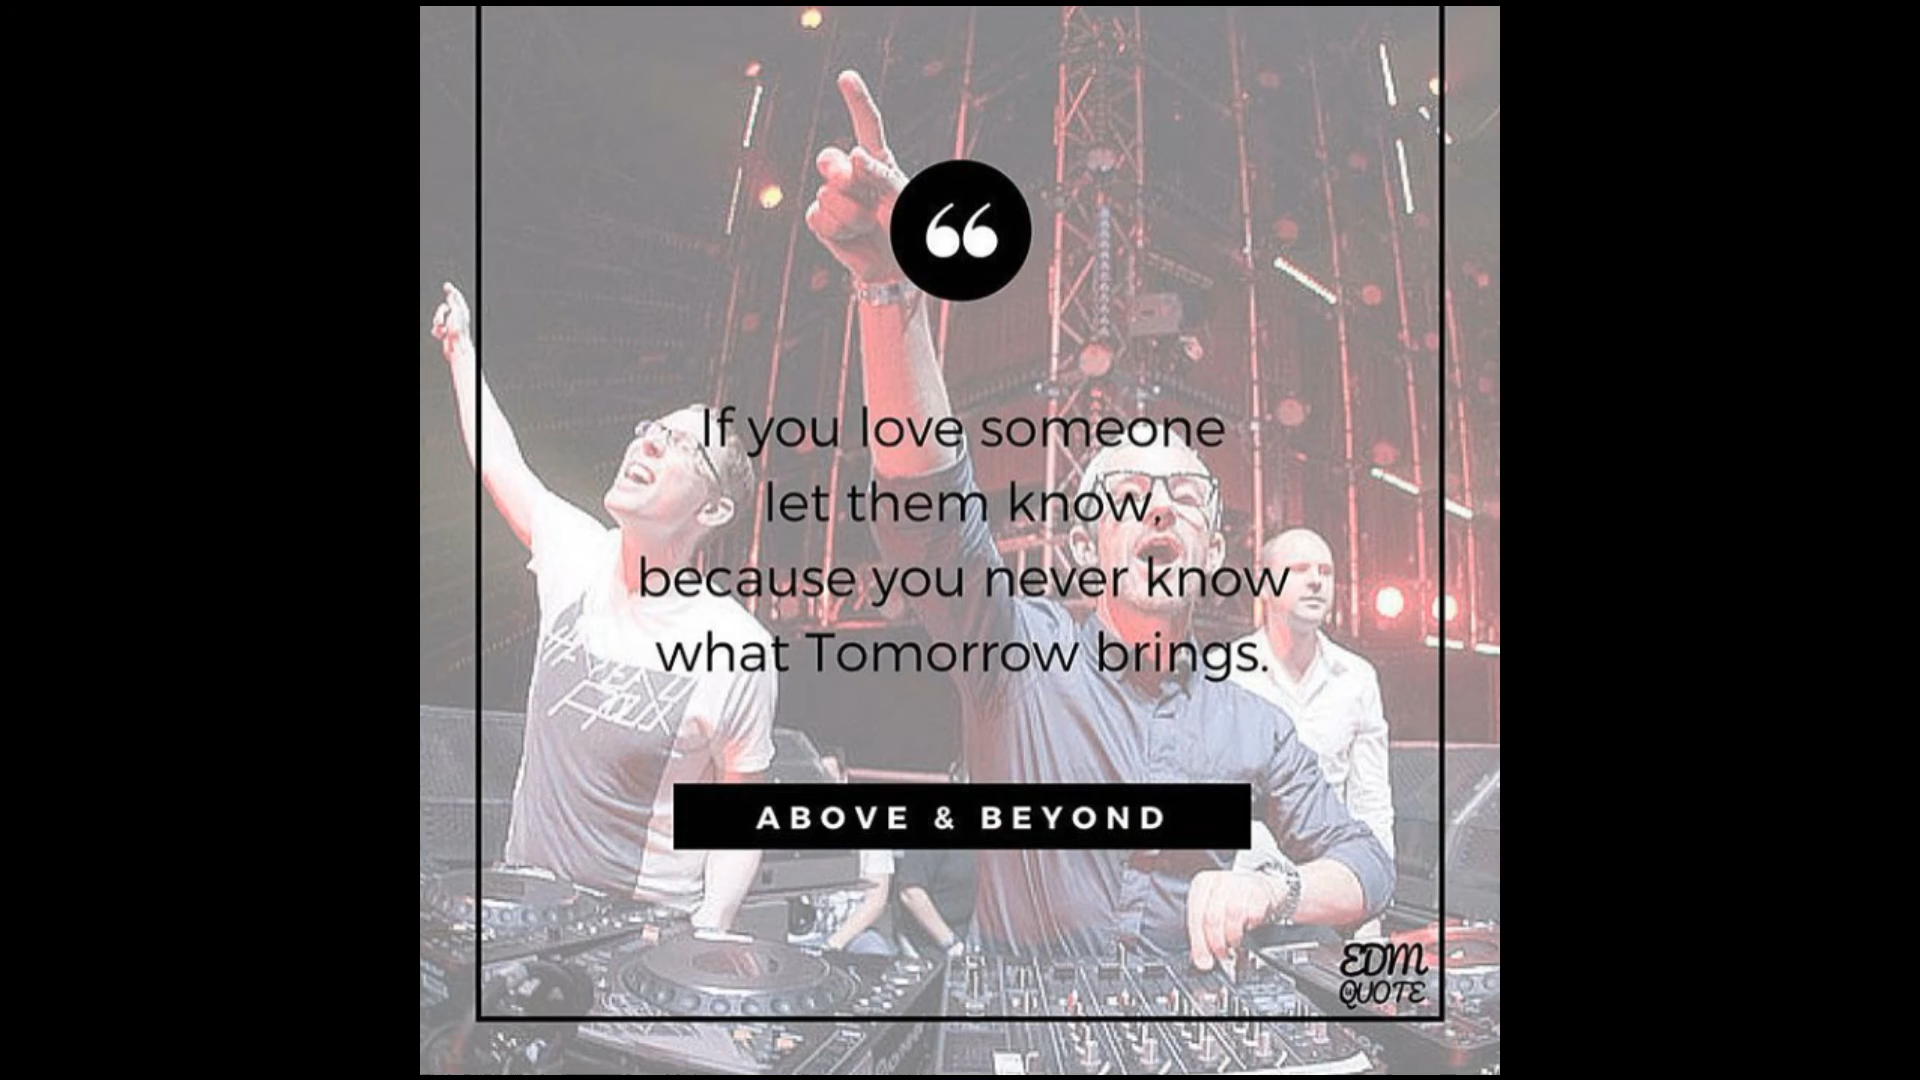 “
If you love someone
let them know,
because you never know
what Tomorrow brings.
ABOVE & BEYOND
EDM
QUOTE